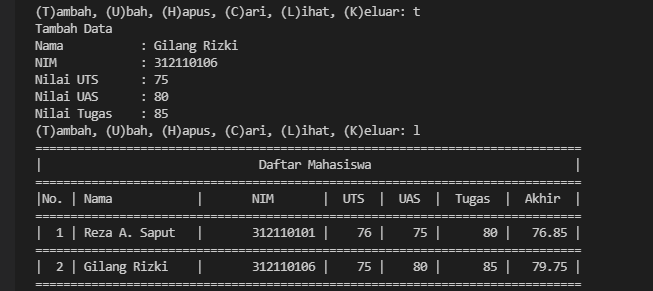 (T)ambah, (U)bah, (H)apus, (C)ari, (L)ihat, (K)eluar: t
Tambah Data
Nama : Gilang Rizki
NIM : 312110106
Nilai UTS : 75
Nilai UAS : 80
Nilai Tugas : 85
(T)ambah, (U)bah, (H)apus, (C)ari, (L)ihat, (K)eluar: l
==============================================================================
| Daftar Mahasiswa |
==============================================================================
|No. | Nama | NIM | UTS | UAS | Tugas | Akhir |
==============================================================================
| 1 | Reza A. Saput | 312110101 | 76 | 75 | 80 | 76.85 |
==============================================================================
| 2 | Gilang Rizki | 312110106 | 75 | 80 | 85 | 79.75 |
==============================================================================